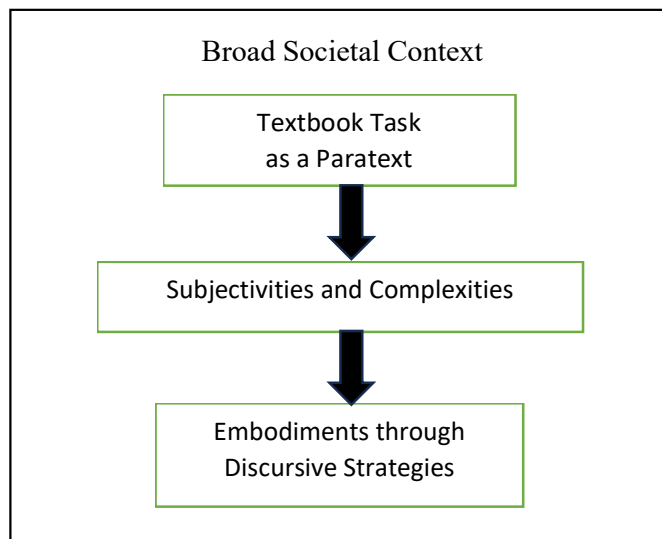 Broad Societal Context
Textbook Task
as a Paratext
Subjectivities and Complexities
Embodiments through
Discursive Strategies